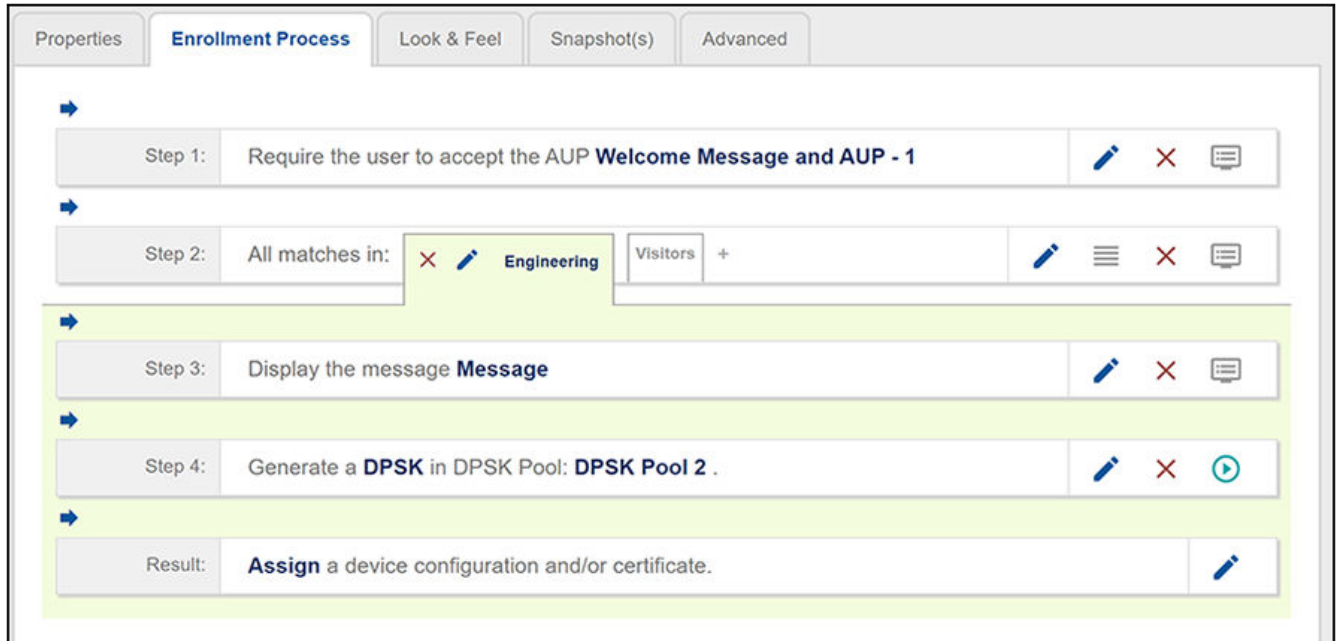 Properties Enrollment Process Look & Feel Snapshot(s) Advanced
Step 1: Require the user to accept the AUP Welcome Message and AUP - 1
Step 2: All matches in: Engineering Visitors +
Step 3: Display the message Message
Step 4: Generate a DPSK in DPSK Pool: DPSK Pool 2 .
Result: Assign a device configuration and/or certificate.